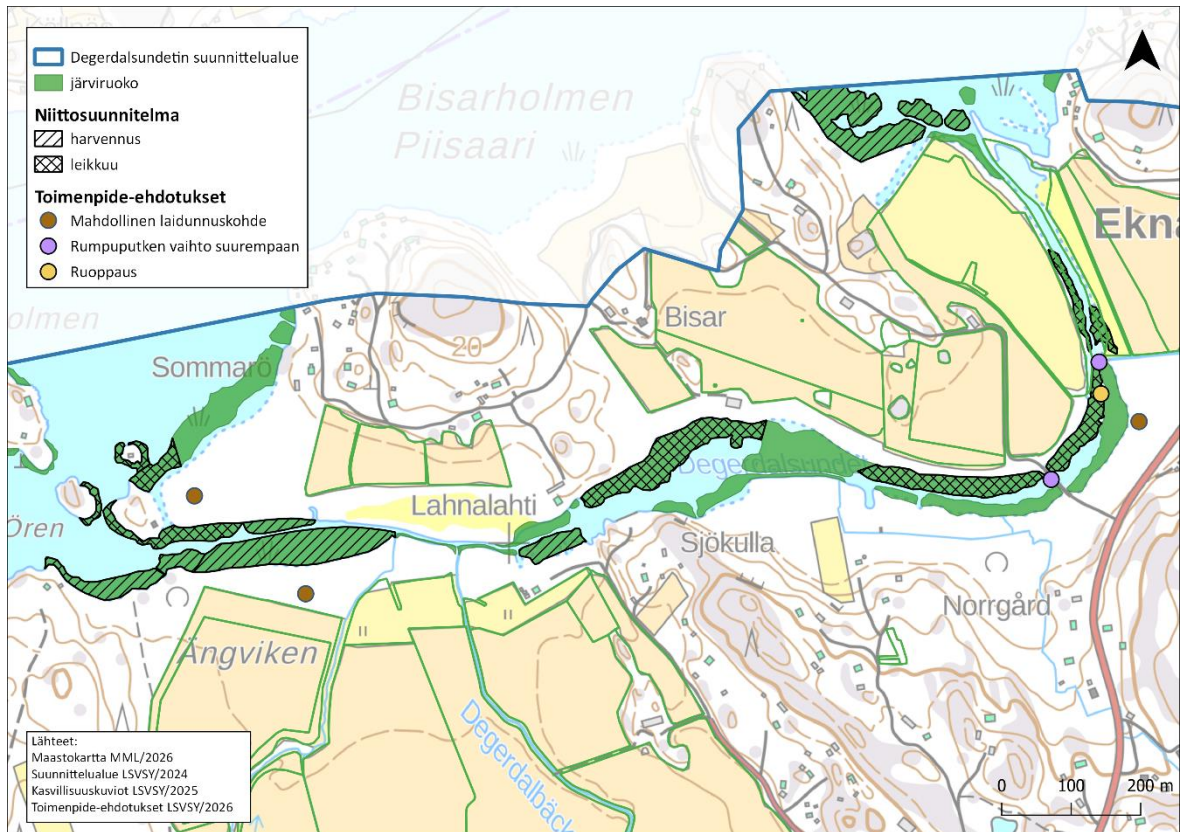 Degerdalsundetin suunnittelualue
järviruoko
Niittosuunnitelma
harvennus
leikkuu
Toimenpide-ehdotukset
Mahdollinen laidunnuskohde
Rumpuputken vaihto suurempaan
Ruoppaus
Bisarholmen
Piisaari
olmen
Sommarö
20
Bisar
Ekna
Lahnalahti
Degerdalsundet
Ören
Sjökulla
Norrgård
Ängviken
Degerdalbäck
Lähteet:
Maastokartta MML/2026
Suunnittelualue LSVSY/2024
Kasvillisuuskuviot LSVSY/2025
Toimenpide-ehdotukset LSVSY/2026
0 100 200 m